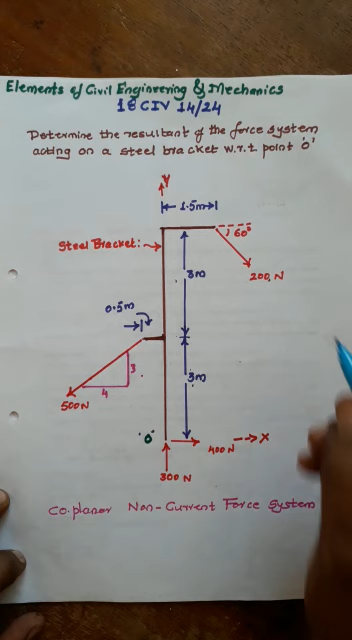 Elements of Civil Engineering & Mechanics
18 CIV 14/24
Determine the resultant of the force system
acting on a steel bracket w.r.t point 'O'
Y
1.5m
Steel Bracket:
60°
200 N
3m
0.5m
3
4
500N
3m
'O'
400N
X
300 N
Co.planar Non-Current Force System